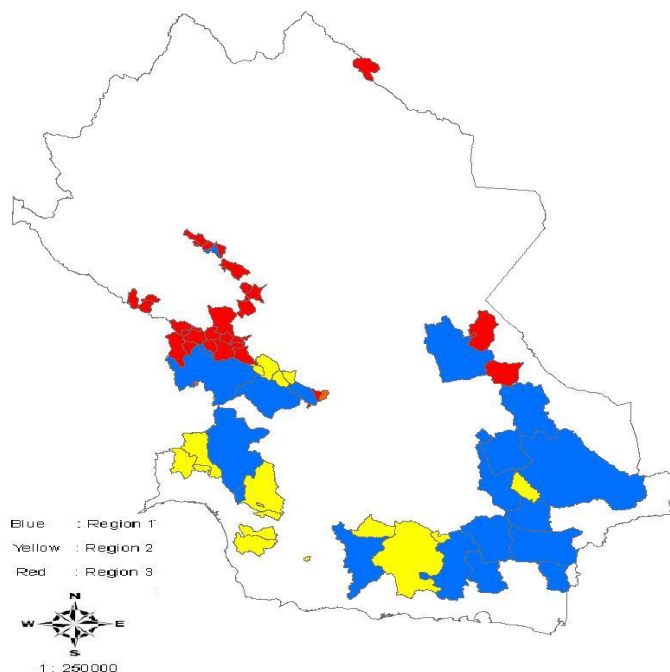 Blue : Region 1
Yellow : Region 2
Red : Region 3
N
W E
S
1 : 250000